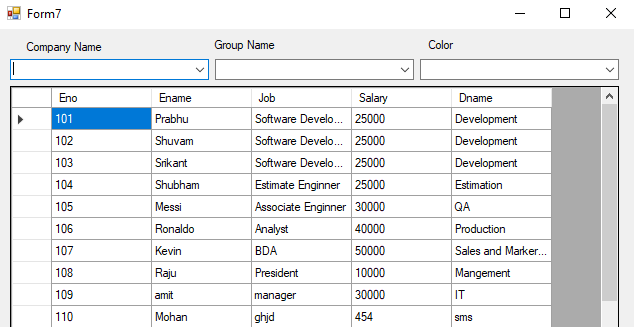 Form7
Company Name Group Name Color
Eno Ename Job Salary Dname
101 Prabhu Software Develo... 25000 Development
102 Shuvam Software Develo... 25000 Development
103 Srikant Software Develo... 25000 Development
104 Shubham Estimate Enginner 25000 Estimation
105 Messi Associate Enginner 30000 QA
106 Ronaldo Analyst 40000 Production
107 Kevin BDA 50000 Sales and Marker...
108 Raju President 10000 Mangement
109 amit manager 30000 IT
110 Mohan ghjd 454 sms